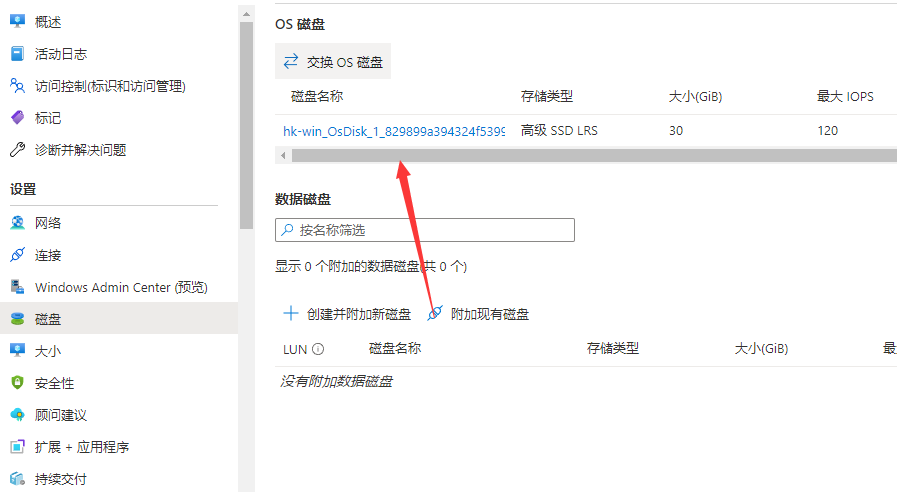 概述
活动日志
访问控制(标识和访问管理)
标记
诊断并解决问题
设置
网络
连接
Windows Admin Center (预览)
磁盘
大小
安全性
顾问建议
扩展 + 应用程序
持续交付
OS 磁盘
交换 OS 磁盘
磁盘名称 存储类型 大小(GiB) 最大 IOPS
hk-win_OsDisk_1_829899a394324f5399 高级 SSD LRS 30 120
数据磁盘
按名称筛选
显示 0 个附加的数据磁盘(共 0 个)
创建并附加新磁盘 附加现有磁盘
LUN 磁盘名称 存储类型 大小(GiB) 最
没有附加数据磁盘